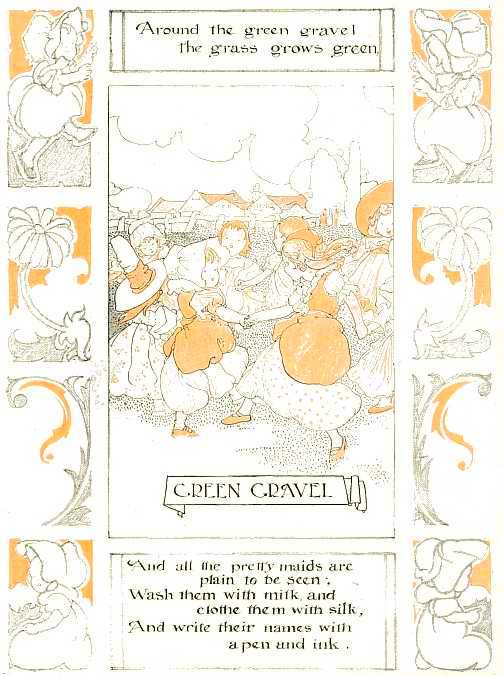 Around the green gravel
the grass grows green,
GREEN GRAVEL
And all the pretty maids are
plain to be seen;
Wash them with milk, and
clothe them with silk,
And write their names with
a pen and ink.